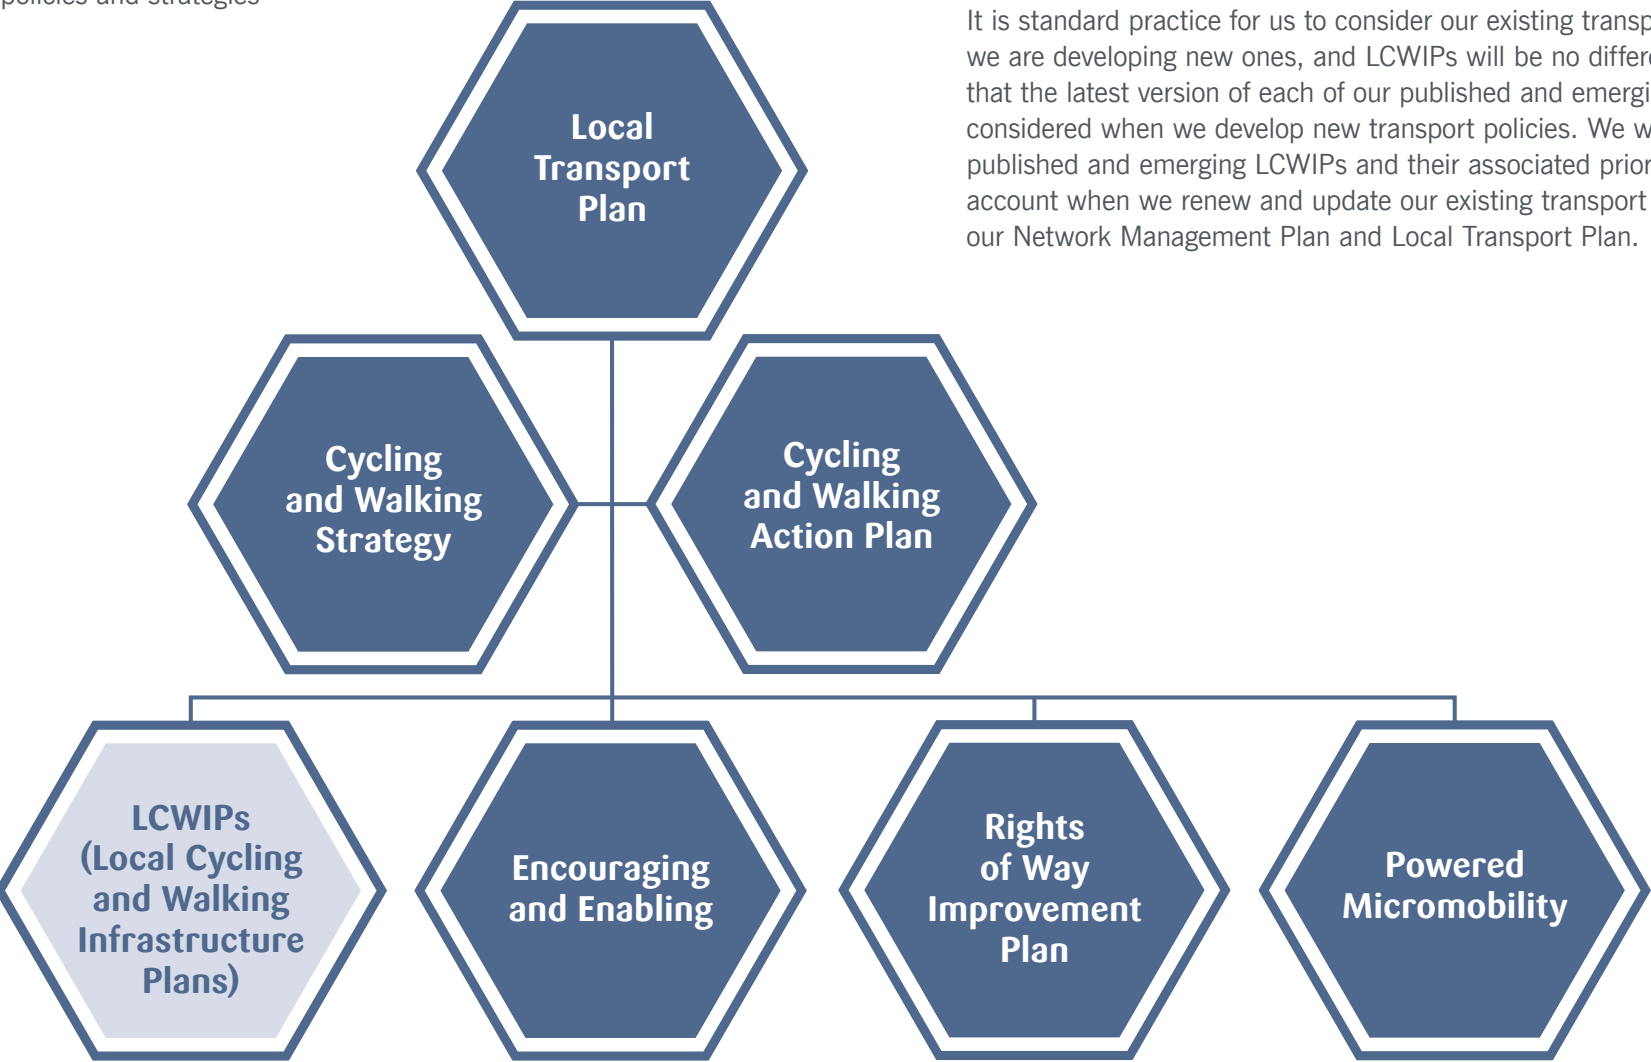 policies and strategies
It is standard practice for us to consider our existing
we are developing new ones, and LCWIPs will be no
that the latest version of each of our published and
considered when we develop new transport policies. We
published and emerging LCWIPs and their associated
account when we renew and update our existing transport
our Network Management Plan and Local Transport Plan.
Local
Transport
Plan
Cycling
and Walking
Strategy
Cycling
and Walking
Action Plan
LCWIPs
(Local Cycling
and Walking
Infrastructure
Plans)
Encouraging
and Enabling
Rights
of Way
Improvement
Plan
Powered
Micromobility